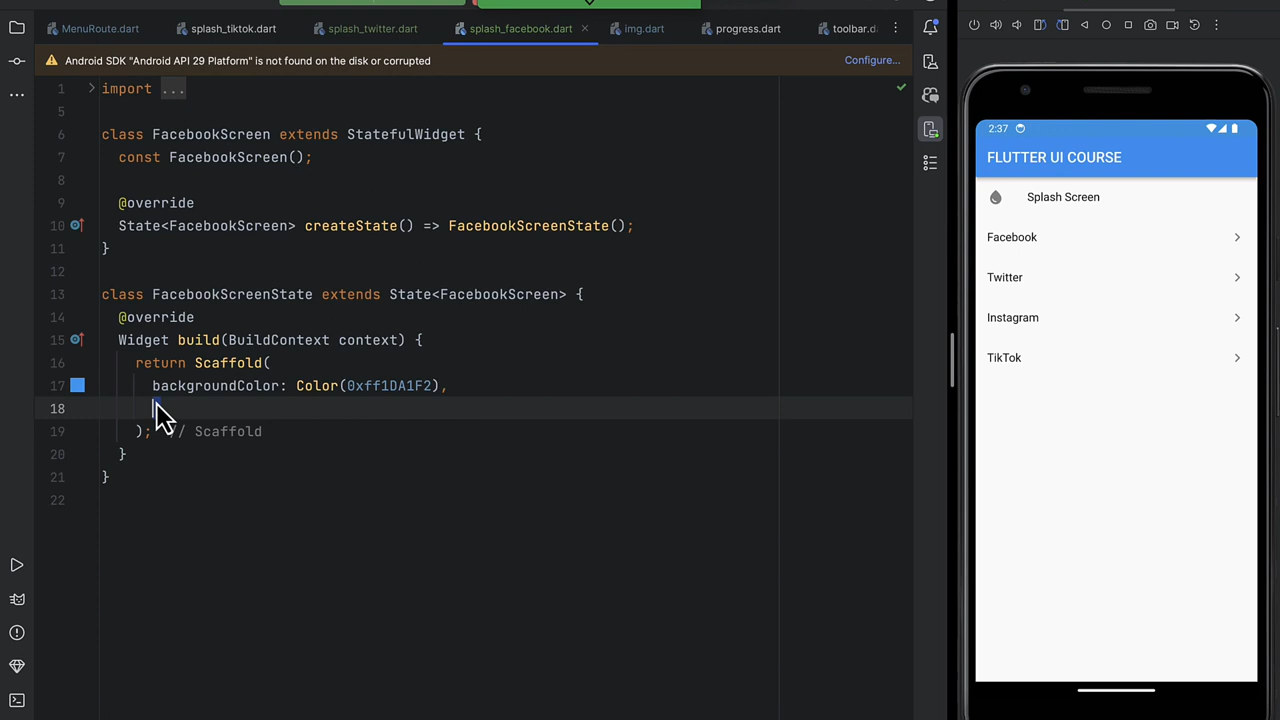 MenuRoute.dart
splash_tiktok.dart
splash_twitter.dart
splash_facebook.dart
img.dart
progress.dart
toolbar.d
Android SDK "Android API 29 Platform" is not found on the disk or corrupted
Configure...
1 import ...
5
6 class FacebookScreen extends StatefulWidget {
7 const FacebookScreen();
8
9 @override
10 State<FacebookScreen> createState() => FacebookScreenState();
11 }
12
13 class FacebookScreenState extends State<FacebookScreen> {
14 @override
15 Widget build(BuildContext context) {
16 return Scaffold(
17 backgroundColor: Color(0xff1DA1F2),
18
19 ); // Scaffold
20 }
21 }
22
2:37
FLUTTER UI COURSE
Splash Screen
Facebook
Twitter
Instagram
TikTok